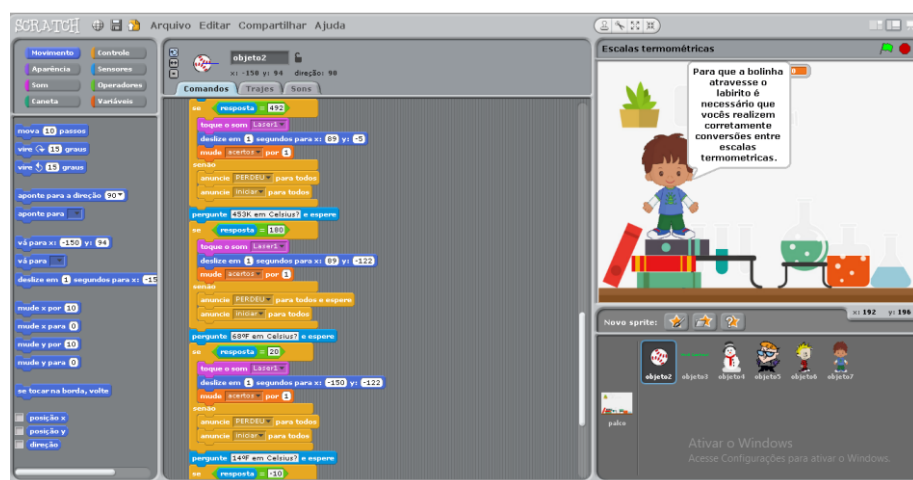 SCRATCH Arquivo Editar Compartilhar Ajuda
Movimento Controle
Aparência Sensores
Som Operadores
Caneta Variáveis
mova 10 passos
vire 15 graus
vire 15 graus
aponte para a direção 90
aponte para
vá para x: -150 y: 94
vá para
deslize em 1 segundos para x: -15
mude x por 10
mude x para 0
mude y por 10
mude y para 0
se tocar na borda, volte
posição x
posição y
direção
objeto2
x: -150 y: 94 direção: 90
Comandos Trajes Sons
se resposta = 492
toque o som Laser1
deslize em 1 segundos para x: 89 y: -5
mude acertos por 1
senão
anuncie PERDEU para todos
anuncie iniciar para todos
pergunte 453K em Celsius? e espere
se resposta = 180
toque o som Laser1
deslize em 1 segundos para x: 89 y: -122
mude acertos por 1
senão
anuncie PERDEU para todos e espere
anuncie iniciar para todos
pergunte 68ºF em Celsius? e espere
se resposta = 20
toque o som Laser1
deslize em 1 segundos para x: -150 y: -122
mude acertos por 1
senão
anuncie PERDEU para todos
anuncie iniciar para todos
pergunte 14ºF em Celsius? e espere
se resposta = -10
Escalas termométricas
Para que a bolinha
atravesse o
labirito é
necessário que
vocês realizem
corretamente
conversões entre
escalas
termometricas.
0
x: 192 y: 196
Novo sprite:
objeto2 objeto3 objeto4 objeto5 objeto6 objeto7
palco
Ativar o Windows
Acesse Configurações para ativar o Windows.